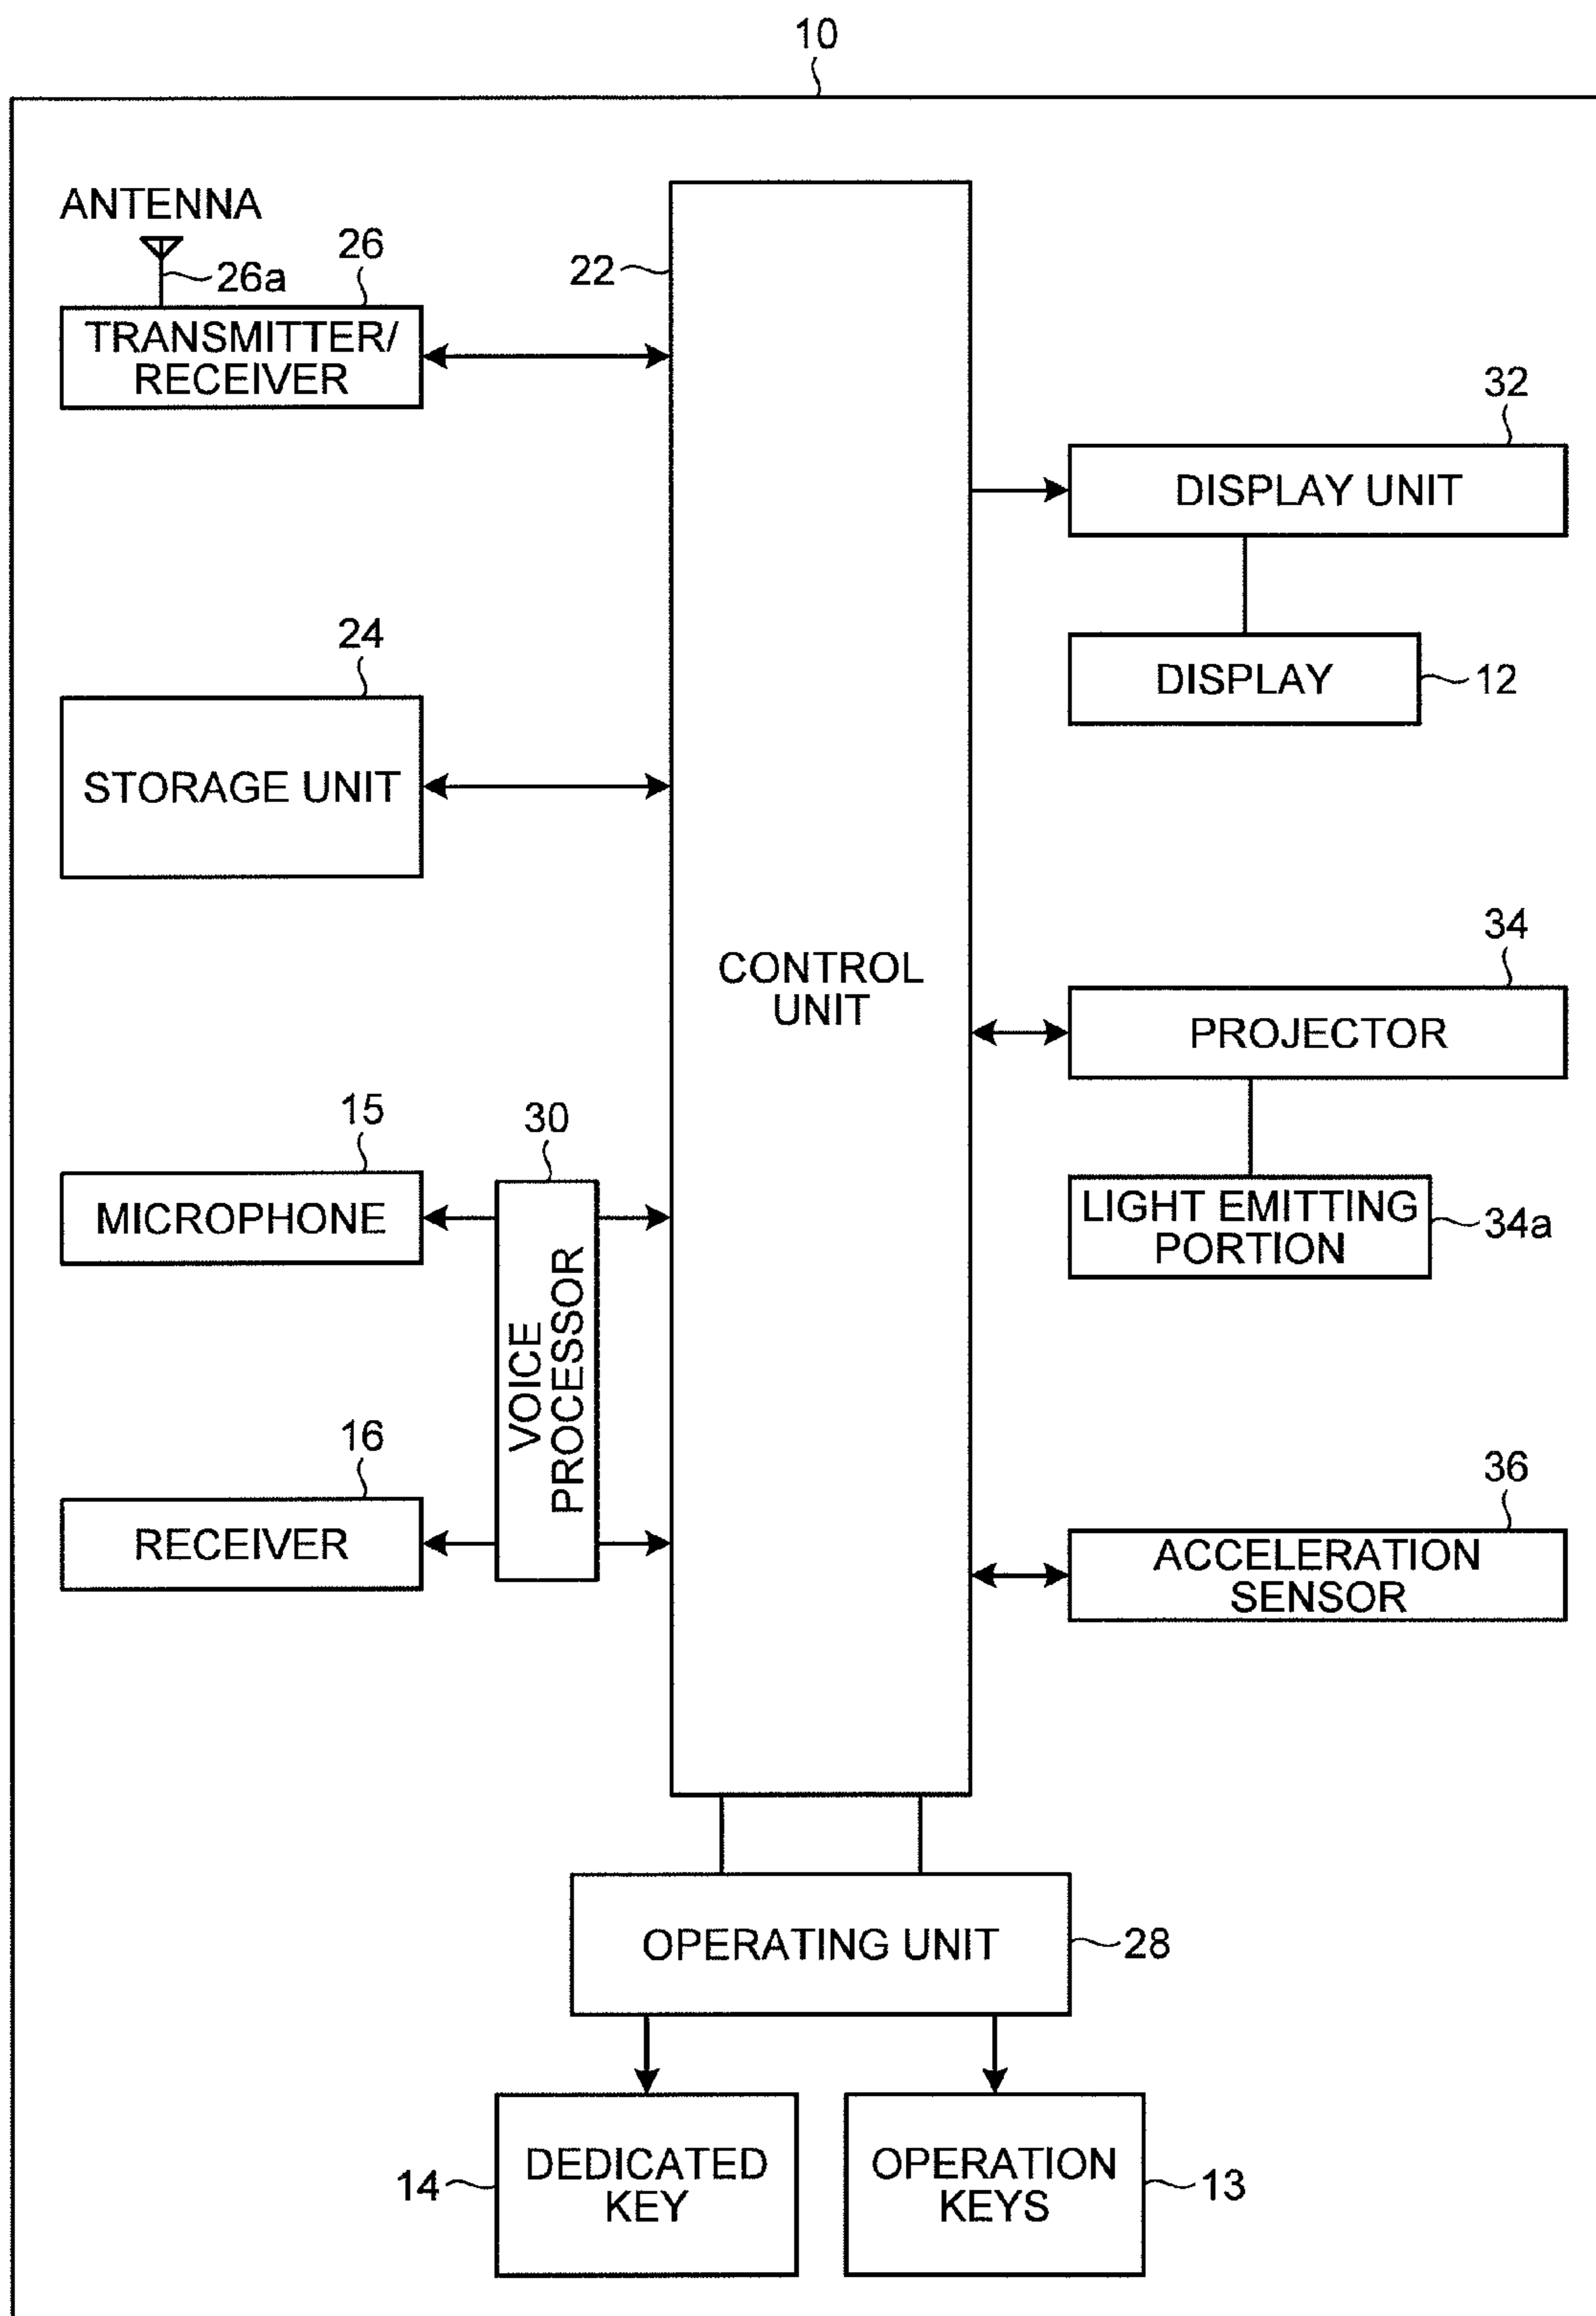 10
ANTENNA
26a
26
TRANSMITTER/
RECEIVER
22
32
DISPLAY UNIT
24
STORAGE UNIT
DISPLAY
12
CONTROL
UNIT
34
PROJECTOR
15
MICROPHONE
30
VOICE
PROCESSOR
LIGHT EMITTING
PORTION
34a
16
RECEIVER
36
ACCELERATION
SENSOR
OPERATING UNIT
28
14
DEDICATED
KEY
OPERATION
KEYS
13